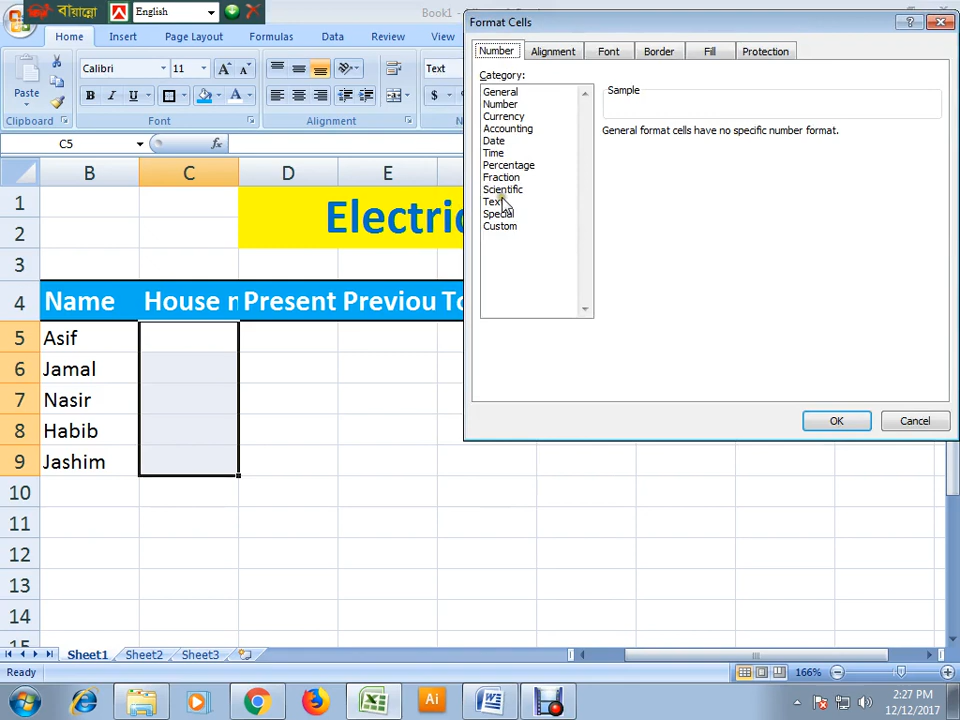 বায়ান্নো English Book1
Format Cells
Home Insert Page Layout Formulas Data Review View
Number Alignment Font Border Fill Protection
Paste Calibri 11 Text
B I U A $
Clipboard Font Alignment
C5 fx
Category:
General
Number
Currency
Accounting
Date
Time
Percentage
Fraction
Scientific
Text
Special
Custom
Sample
General format cells have no specific number format.
OK Cancel
B C D E
1
2
3
4 Name House n Present Previou To
5 Asif
6 Jamal
7 Nasir
8 Habib
9 Jashim
10
11
12
13
14
15
Electric
Sheet1 Sheet2 Sheet3
Ready 166%
Ai
2:27 PM
12/12/2017